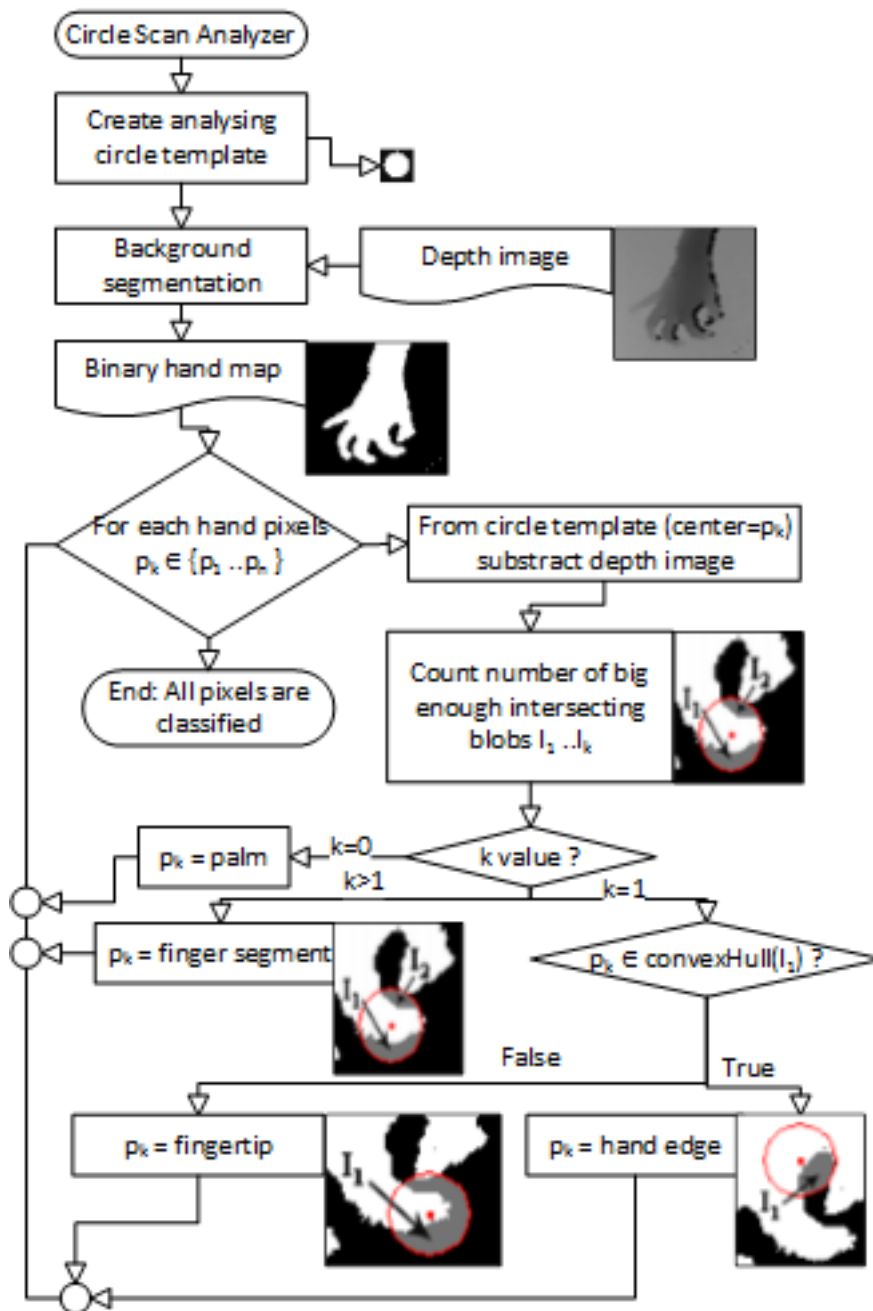 Circle Scan Analyzer
Create analysing
circle template
Background
segmentation
Depth image
Binary hand map
For each hand pixels
pₖ ∈ {p₁ ..pₙ }
From circle template (center=pₖ)
substract depth image
End: All pixels are
classified
Count number of big
enough intersecting
blobs I₁ ..Iₖ
I₁
I₂
pₖ = palm
k=0
k value ?
k>1
k=1
pₖ = finger segment
I₁
I₂
pₖ ∈ convexHull(I₁) ?
False
True
pₖ = fingertip
I₁
pₖ = hand edge
I₁